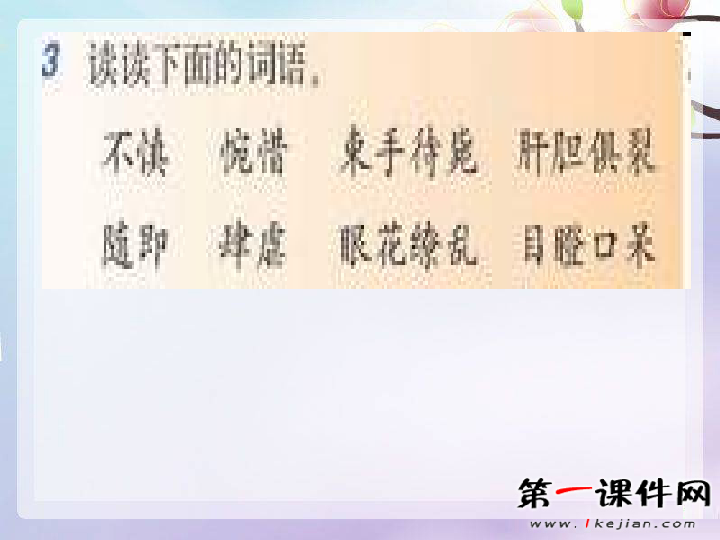 3 读读下面的词语。
不慎 惋惜 束手待毙 肝胆俱裂
随即 肆虐 眼花缭乱 目瞪口呆
第一课件网
www.1kejian.com